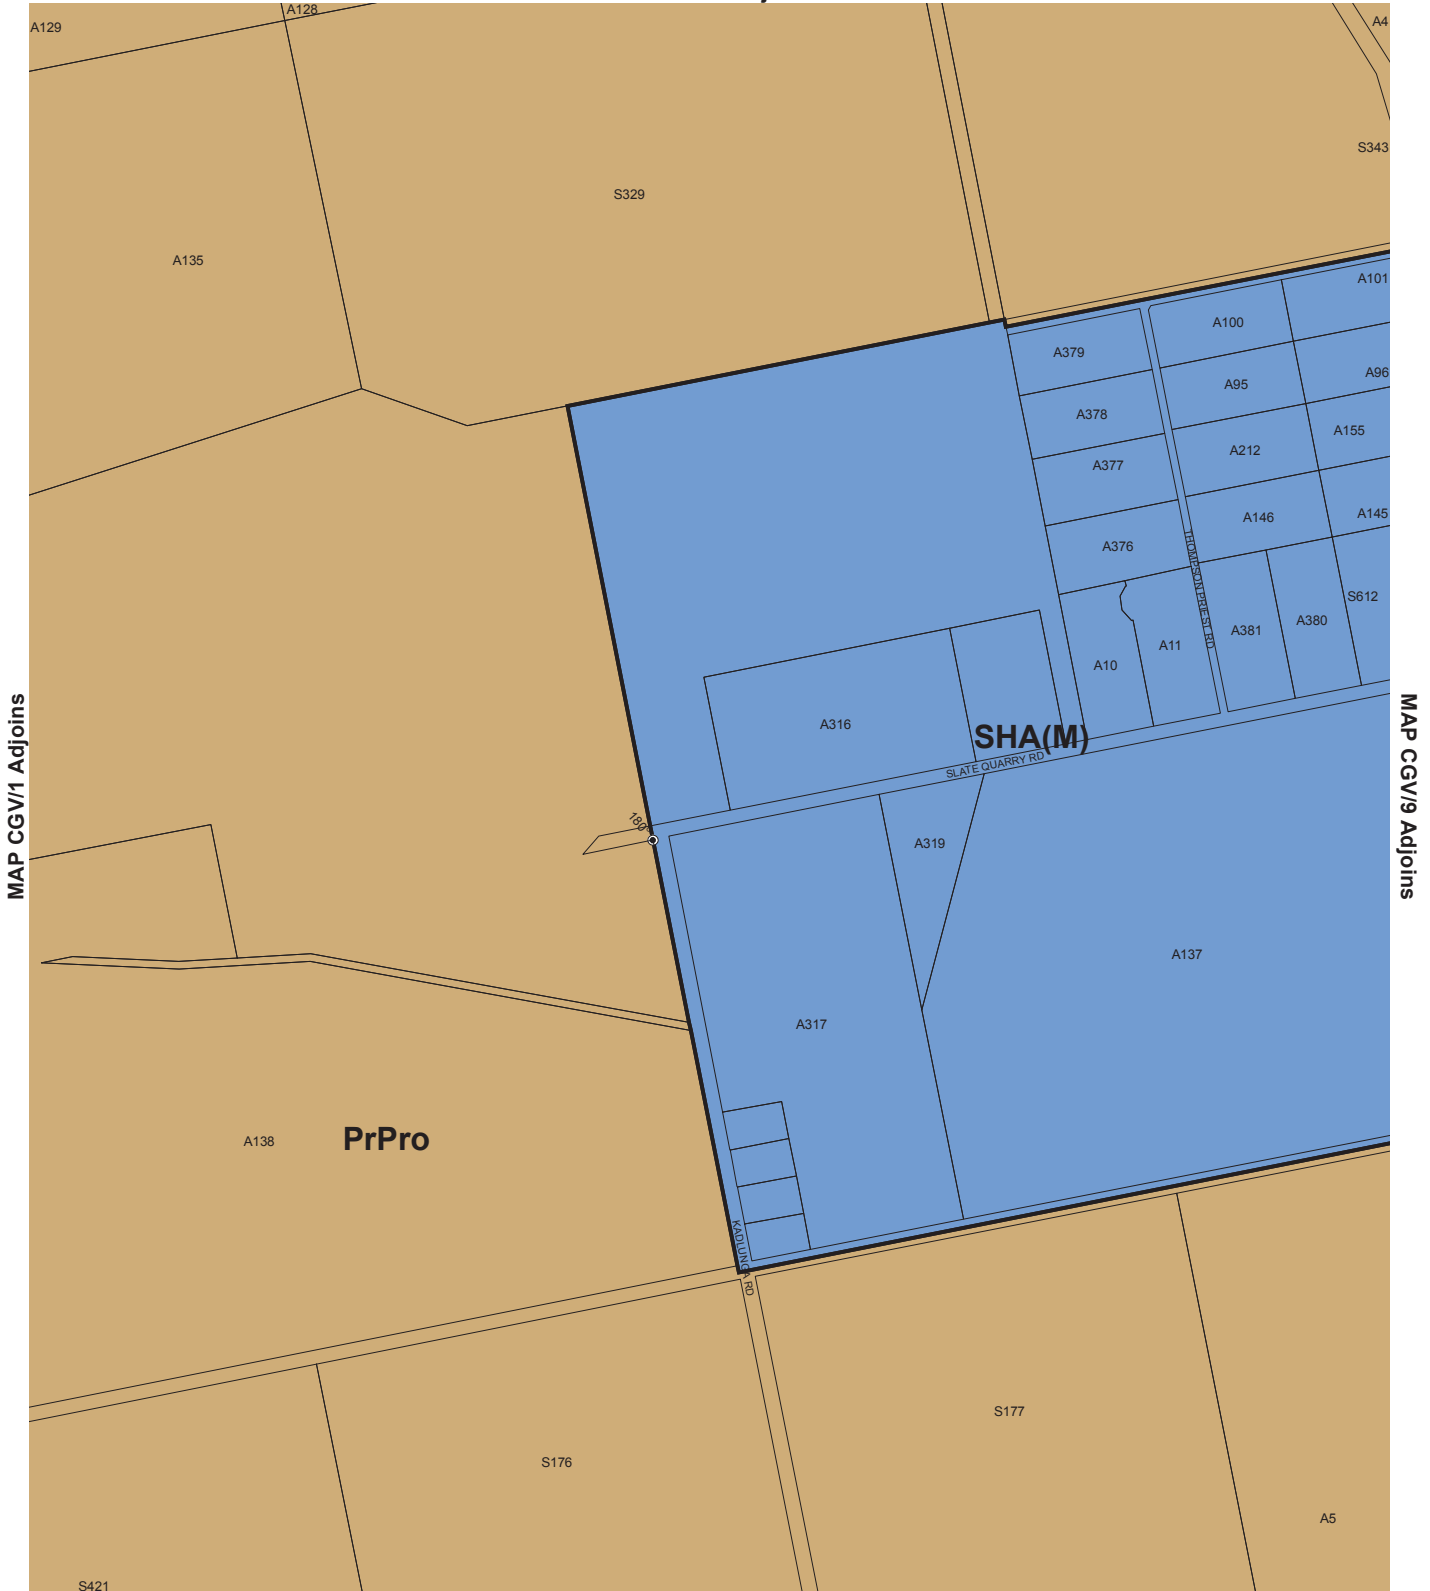 A128
A129
A4
S343
S329
A135
A101
A100
A379
A96
A95
A378
A155
A212
A377
A145
A146
A376
THOMPSON PRIEST RD
S612
A380
A381
A11
A10
MAP CGV/1 Adjoins
MAP CGV/9 Adjoins
A316
SHA(M)
SLATE QUARRY RD
180°
A319
A137
A317
A138
PrPro
KADLUNGA RD
S177
S176
A5
S421